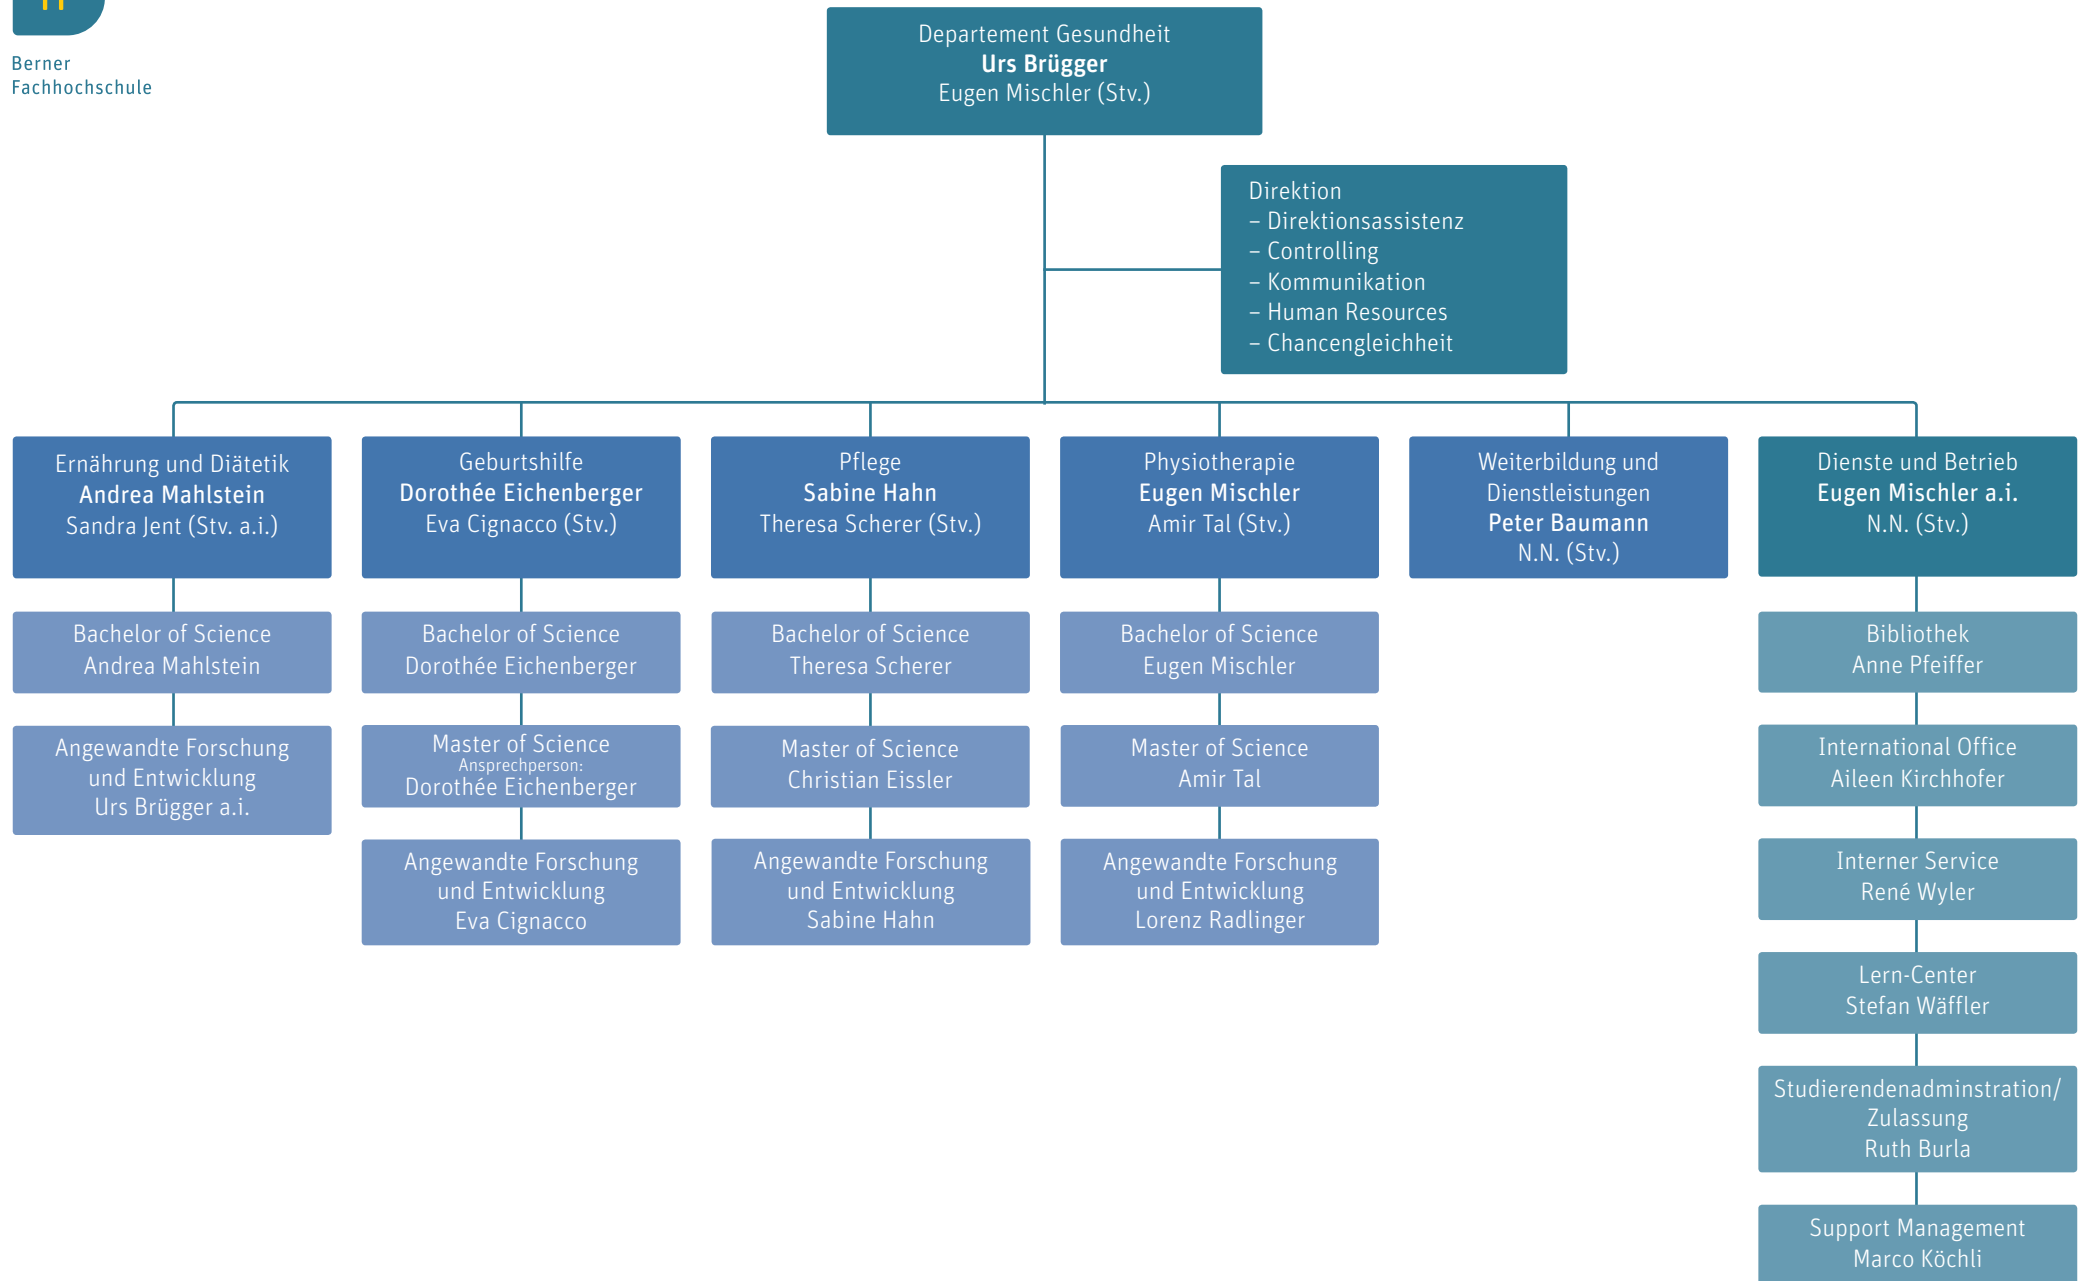 Berner
Fachhochschule
Departement Gesundheit
Urs Brügger
Eugen Mischler (Stv.)
Direktion
– Direktionsassistenz
– Controlling
– Kommunikation
– Human Resources
– Chancengleichheit
Ernährung und Diätetik
Andrea Mahlstein
Sandra Jent (Stv. a.i.)
Bachelor of Science
Andrea Mahlstein
Angewandte Forschung
und Entwicklung
Urs Brügger a.i.
Geburtshilfe
Dorothée Eichenberger
Eva Cignacco (Stv.)
Bachelor of Science
Dorothée Eichenberger
Master of Science
Ansprechperson:
Dorothée Eichenberger
Angewandte Forschung
und Entwicklung
Eva Cignacco
Pflege
Sabine Hahn
Theresa Scherer (Stv.)
Bachelor of Science
Theresa Scherer
Master of Science
Christian Eissler
Angewandte Forschung
und Entwicklung
Sabine Hahn
Physiotherapie
Eugen Mischler
Amir Tal (Stv.)
Bachelor of Science
Eugen Mischler
Master of Science
Amir Tal
Angewandte Forschung
und Entwicklung
Lorenz Radlinger
Weiterbildung und
Dienstleistungen
Peter Baumann
N.N. (Stv.)
Dienste und Betrieb
Eugen Mischler a.i.
N.N. (Stv.)
Bibliothek
Anne Pfeiffer
International Office
Aileen Kirchhofer
Interner Service
René Wyler
Lern-Center
Stefan Wäffler
Studierendenadminstration/
Zulassung
Ruth Burla
Support Management
Marco Köchli